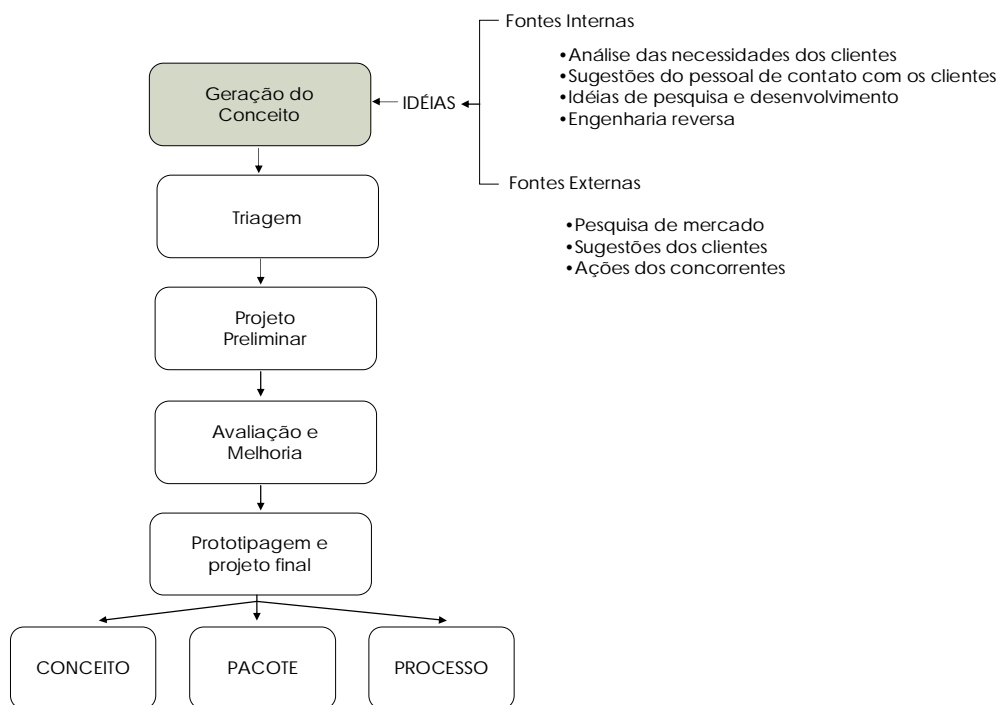 Fontes Internas
•Análise das necessidades dos clientes
•Sugestões do pessoal de contato com os clientes
•Idéias de pesquisa e desenvolvimento
•Engenharia reversa
Geração do
Conceito
IDÉIAS
Fontes Externas
•Pesquisa de mercado
•Sugestões dos clientes
•Ações dos concorrentes
Triagem
Projeto
Preliminar
Avaliação e
Melhoria
Prototipagem e
projeto final
CONCEITO
PACOTE
PROCESSO